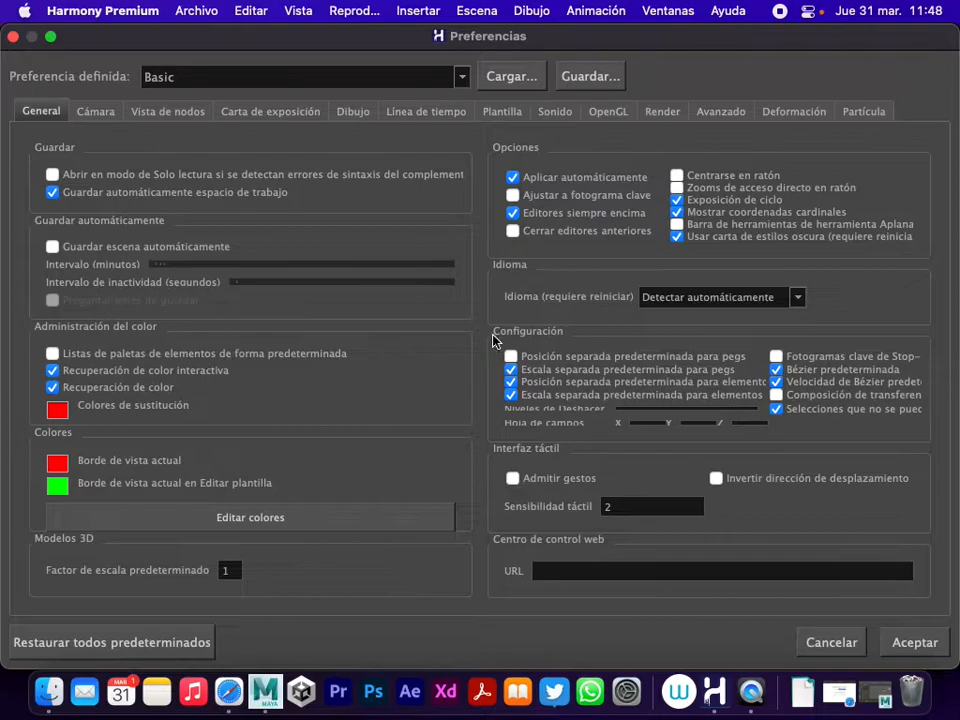 Harmony Premium Archivo Editar Vista Reprod... Insertar Escena Dibujo Animación Ventanas Ayuda Jue 31 mar. 11:48
Preferencias
Preferencia definida: Basic Cargar... Guardar...
General Cámara Vista de nodos Carta de exposición Dibujo Línea de tiempo Plantilla Sonido OpenGL Render Avanzado Deformación Partícula
Guardar
Abrir en modo de Solo lectura si se detectan errores de sintaxis del complement
Guardar automáticamente espacio de trabajo
Guardar automáticamente
Guardar escena automáticamente
Intervalo (minutos)
Intervalo de inactividad (segundos)
Preguntar antes de guardar
Administración del color
Listas de paletas de elementos de forma predeterminada
Recuperación de color interactiva
Recuperación de color
Colores de sustitución
Colores
Borde de vista actual
Borde de vista actual en Editar plantilla
Editar colores
Modelos 3D
Factor de escala predeterminado 1
Opciones
Aplicar automáticamente
Ajustar a fotograma clave
Editores siempre encima
Cerrar editores anteriores
Centrarse en ratón
Zooms de acceso directo en ratón
Exposición de ciclo
Mostrar coordenadas cardinales
Barra de herramientas de herramienta Aplana
Usar carta de estilos oscura (requiere reinicia
Idioma
Idioma (requiere reiniciar) Detectar automáticamente
Configuración
Posición separada predeterminada para pegs
Escala separada predeterminada para pegs
Posición separada predeterminada para elemento
Escala separada predeterminada para elementos
Niveles de Deshacer
Hoja de campos X Y Z
Fotogramas clave de Stop-
Bézier predeterminada
Velocidad de Bézier predet
Composición de transferen
Selecciones que no se puec
Interfaz táctil
Admitir gestos Invertir dirección de desplazamiento
Sensibilidad táctil 2
Centro de control web
URL
Restaurar todos predeterminados Cancelar Aceptar
MAR 31 1 MAYA Pr Ps Ae Xd